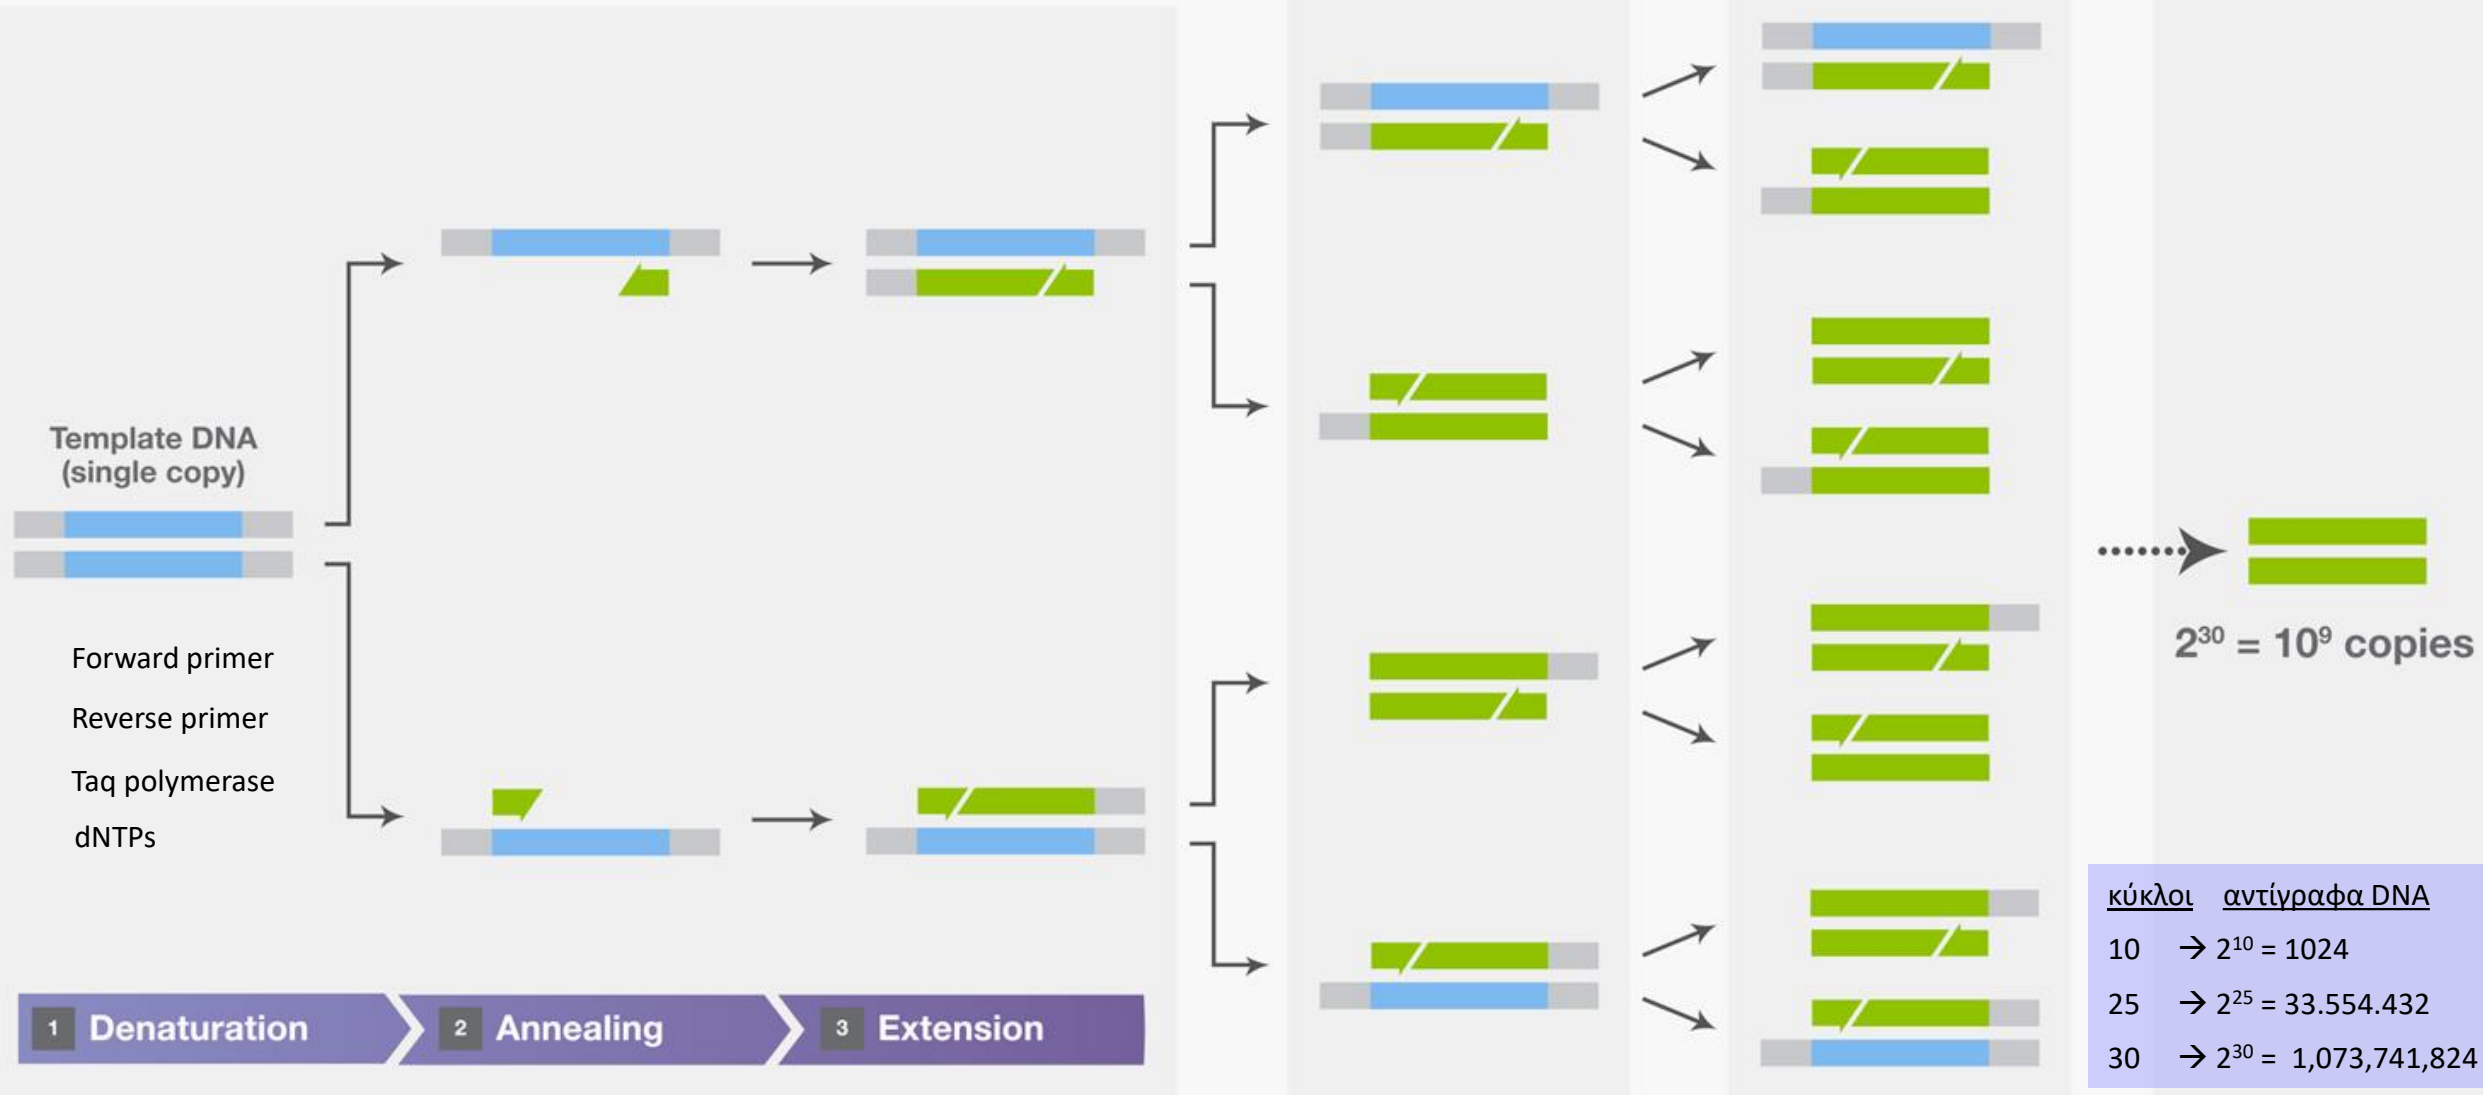 Template DNA
(single copy)
Forward primer
Reverse primer
Taq polymerase
dNTPs
1 Denaturation
2 Annealing
3 Extension
2³⁰ = 10⁹ copies
κύκλοι αντίγραφα DNA
10 → 2¹⁰ = 1024
25 → 2²⁵ = 33.554.432
30 → 2³⁰ = 1,073,741,824